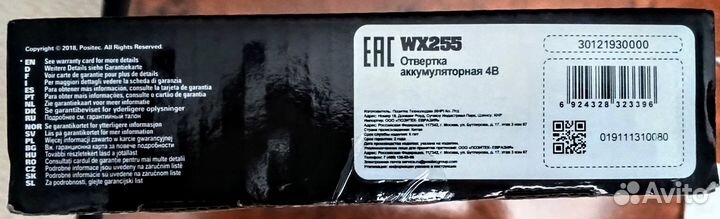 Copyright © 2018, Positec. All Rights Reserved.
EN See warranty card for more details
D Weitere Details siehe Garantiekarte
F Voir carte de garantie pour plus de détails
I Per maggiori dettagli vedere la scheda di garanzia
ES Para obtener más información, consulte la tarjeta de garantía
PT Para obter mais informações, consulte o cartão de garantia
NL Zie garantiekaart voor meer informatie
DK Se garantibeviset for yderligere oplysninger
RU Подробнее см. гарантийный талон
NOR Se garantikortet for ytterligere informasjon
SV Läs på garantikortet för mer information
PL Więcej informacji zawarto w karcie gwarancyjnej
BG Вж. гаранционната карта за повече подробности
HU További részletekért lásd a jótállást
RO Consultați cardul de garanție pentru mai multe detalii
CZ Podrobné informace jsou uvedeny na záručním listě
SK Podrobné informácie sú uvedené na záručnom liste
SL Za podrobnosti, glejte garancijski list
EAC WX255
Отвертка
аккумуляторная 4В
30121930000
6 924328 323396
019111310080
Avito